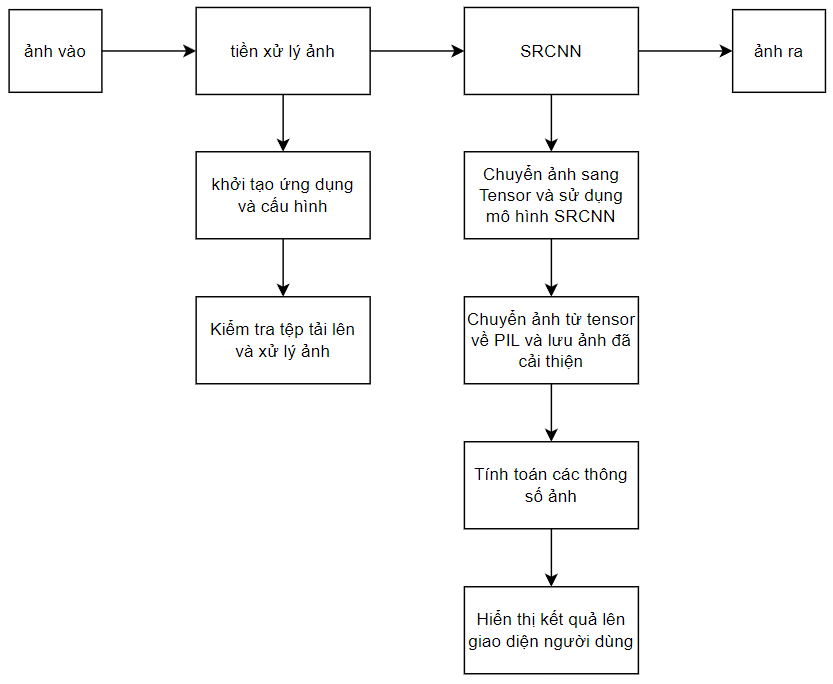 ảnh vào
tiền xử lý ảnh
SRCNN
ảnh ra
khởi tạo ứng dụng
và cấu hình
Chuyển ảnh sang
Tensor và sử dụng
mô hình SRCNN
Kiểm tra tệp tải lên
và xử lý ảnh
Chuyển ảnh từ tensor
về PIL và lưu ảnh đã
cải thiện
Tính toán các thông
số ảnh
Hiển thị kết quả lên
giao diện người dùng